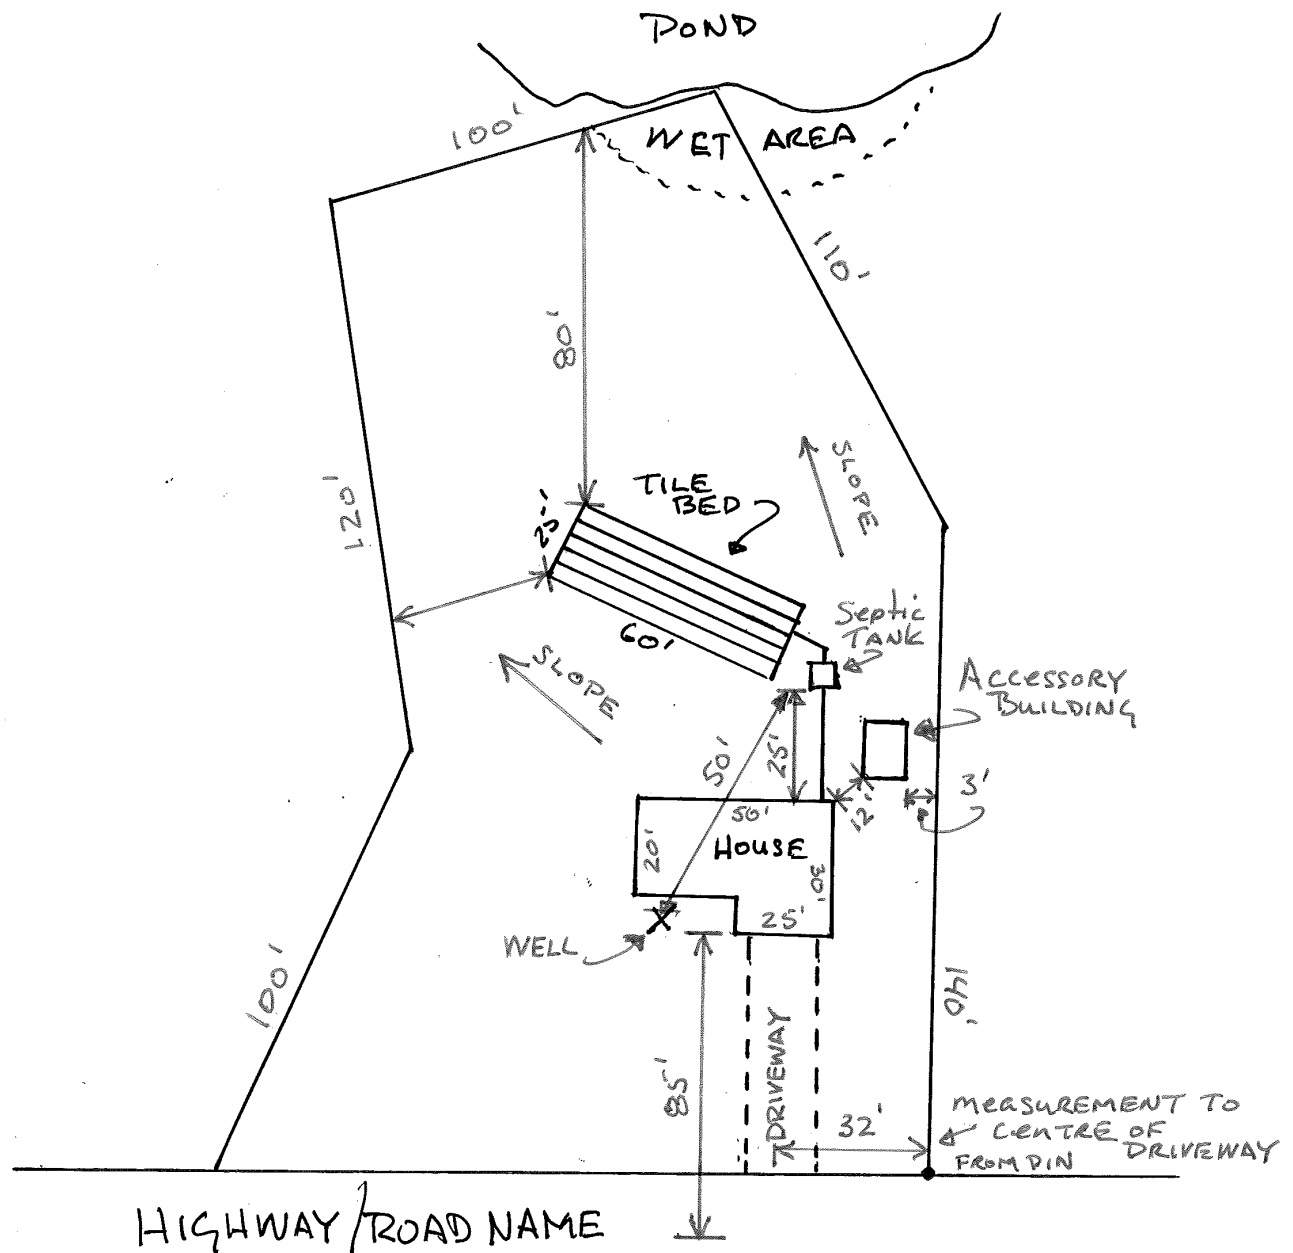 POND
100'
WET AREA
110'
80'
SLOPE
TILE
BED
25'
120'
60'
Septic
TANK
SLOPE
ACCESSORY
BUILDING
50'
25'
3'
12'
50'
20'
HOUSE
30'
25'
WELL
100'
140'
85'
DRIVEWAY
32'
MEASUREMENT TO
CENTRE OF
DRIVEWAY
FROM PIN
HIGHWAY/ROAD NAME